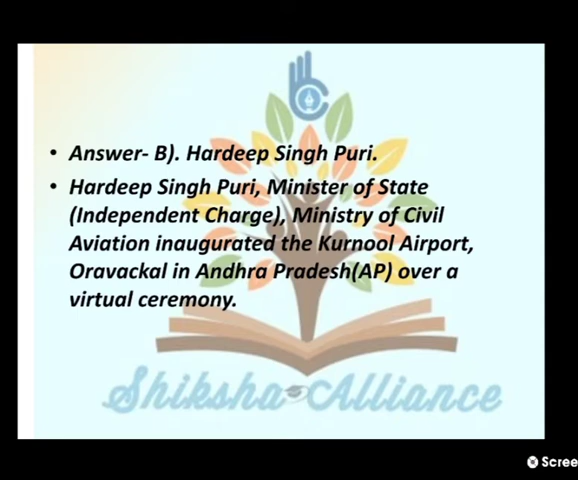 • Answer- B). Hardeep Singh Puri.
• Hardeep Singh Puri, Minister of State
(Independent Charge), Ministry of Civil
Aviation inaugurated the Kurnool Airport,
Oravackal in Andhra Pradesh(AP) over a
virtual ceremony.
Shiksha Alliance
Scree